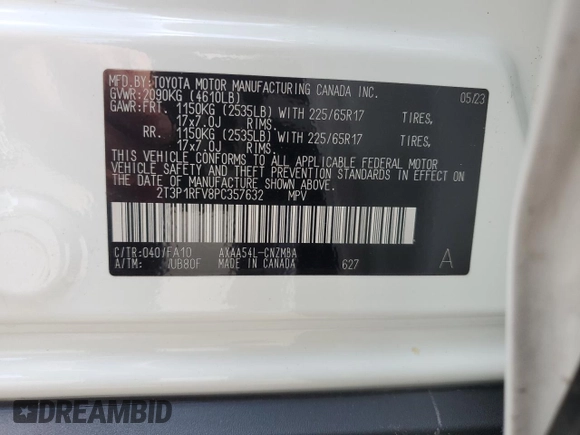 MFD.BY:TOYOTA MOTOR MANUFACTURING CANADA INC.
GVWR:2090KG (4610LB) 05/23
GAWR:FRT. 1150KG (2535LB) WITH 225/65R17 TIRES,
17x7.0J RIMS.
RR. 1150KG (2535LB) WITH 225/65R17 TIRES,
17x7.0J RIMS.
THIS VEHICLE CONFORMS TO ALL APPLICABLE FEDERAL MOTOR
VEHICLE SAFETY AND THEFT PREVENTION STANDARDS IN EFFECT
ON THE DATE OF MANUFACTURE SHOWN ABOVE.
2T3P1RFV8PC357632 MPV
C/TR:040/FA10 AXAA54L-CNZMBA
A/TM: /UB80F MADE IN CANADA 627 A
DREAMBID